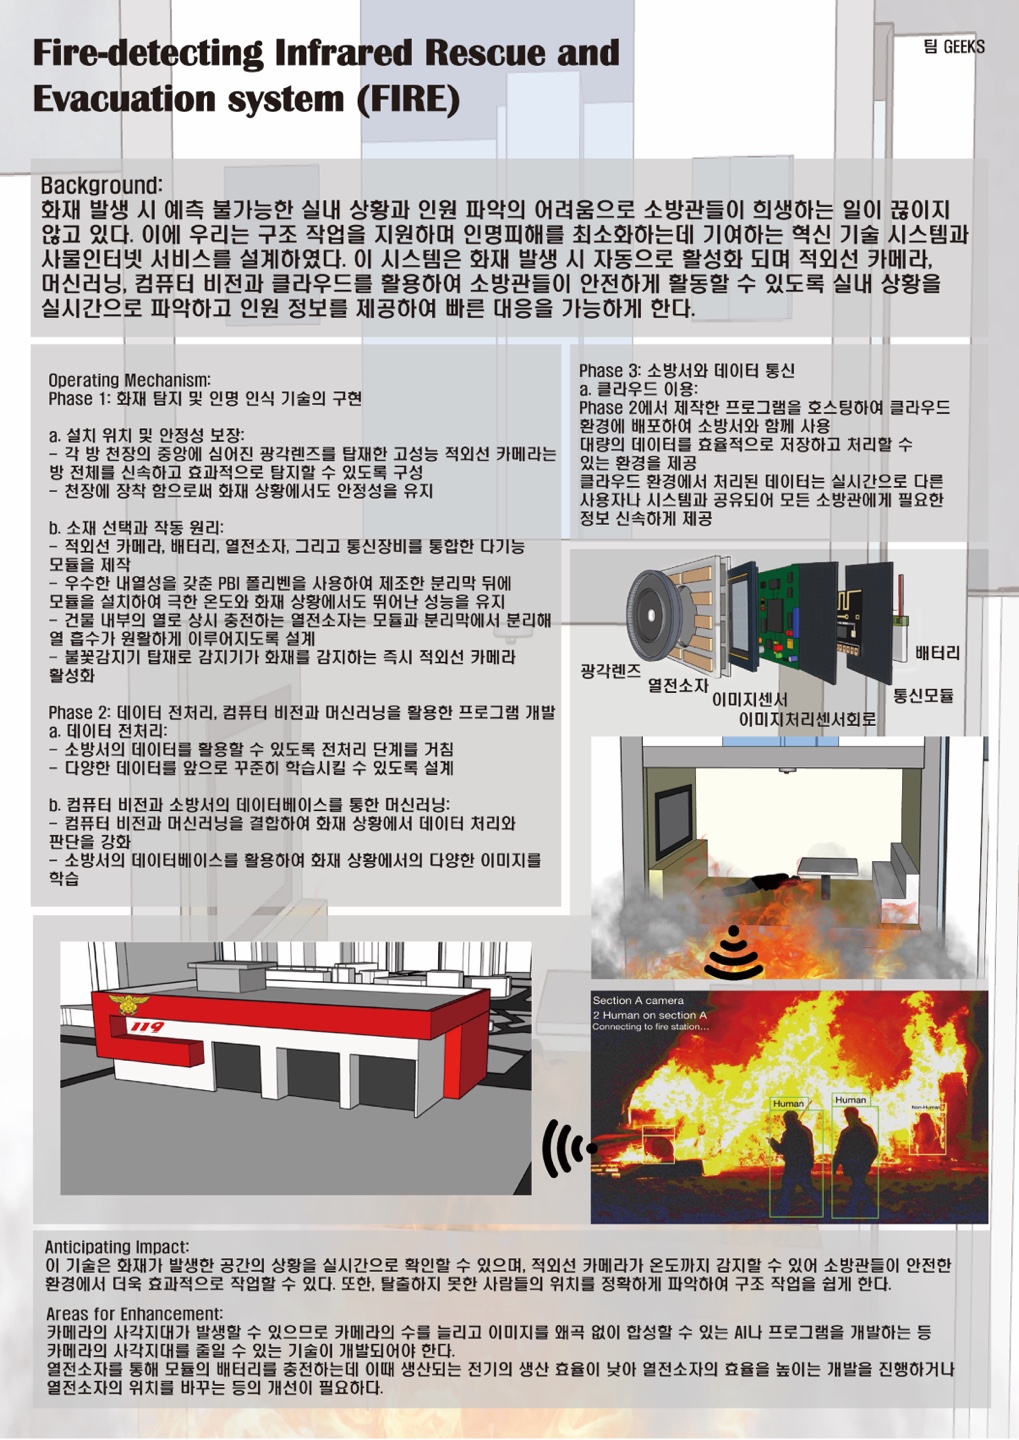 Fire-detecting Infrared Rescue and
Evacuation system (FIRE)
팀 GEEKS
Background:
화재 발생 시 예측 불가능한 실내 상황과 인원 파악의 어려움으로 소방관들이 희생하는 일이 끊이지
않고 있다. 이에 우리는 구조 작업을 지원하며 인명피해를 최소화하는데 기여하는 혁신 기술 시스템과
사물인터넷 서비스를 설계하였다. 이 시스템은 화재 발생 시 자동으로 활성화 되며 적외선 카메라,
머신러닝, 컴퓨터 비전과 클라우드를 활용하여 소방관들이 안전하게 활동할 수 있도록 실내 상황을
실시간으로 파악하고 인원 정보를 제공하여 빠른 대응을 가능하게 한다.
Operating Mechanism:
Phase 1: 화재 탐지 및 인명 인식 기술의 구현
a. 설치 위치 및 안정성 보장:
- 각 방 천장의 중앙에 심어진 광각렌즈를 탑재한 고성능 적외선 카메라는
방 전체를 신속하고 효과적으로 탐지할 수 있도록 구성
- 천장에 장착 함으로써 화재 상황에서도 안정성을 유지
b. 소재 선택과 작동 원리:
- 적외선 카메라, 배터리, 열전소자, 그리고 통신장비를 통합한 다기능
모듈을 제작
- 우수한 내열성을 갖춘 PBI 폴리벤을 사용하여 제조한 분리막 뒤에
모듈을 설치하여 극한 온도와 화재 상황에서도 뛰어난 성능을 유지
- 건물 내부의 열로 상시 충전하는 열전소자는 모듈과 분리막에서 분리해
열 흡수가 원활하게 이루어지도록 설계
- 불꽃감지기 탑재로 감지기가 화재를 감지하는 즉시 적외선 카메라
활성화
Phase 2: 데이터 전처리, 컴퓨터 비전과 머신러닝을 활용한 프로그램 개발
a. 데이터 전처리:
- 소방서의 데이터를 활용할 수 있도록 전처리 단계를 거침
- 다양한 데이터를 앞으로 꾸준히 학습시킬 수 있도록 설계
b. 컴퓨터 비전과 소방서의 데이터베이스를 통한 머신러닝:
- 컴퓨터 비전과 머신러닝을 결합하여 화재 상황에서 데이터 처리와
판단을 강화
- 소방서의 데이터베이스를 활용하여 화재 상황에서의 다양한 이미지를
학습
Phase 3: 소방서와 데이터 통신
a. 클라우드 이용:
Phase 2에서 제작한 프로그램을 호스팅하여 클라우드
환경에 배포하여 소방서와 함께 사용
대량의 데이터를 효율적으로 저장하고 처리할 수
있는 환경을 제공
클라우드 환경에서 처리된 데이터는 실시간으로 다른
사용자나 시스템과 공유되어 모든 소방관에게 필요한
정보 신속하게 제공
광각렌즈
열전소자
이미지센서
이미지처리센서회로
통신모듈
배터리
119
Section A camera
2 Human on section A
Connecting to fire station...
Human
Human
Non-Human
Anticipating Impact:
이 기술은 화재가 발생한 공간의 상황을 실시간으로 확인할 수 있으며, 적외선 카메라가 온도까지 감지할 수 있어 소방관들이 안전한
환경에서 더욱 효과적으로 작업할 수 있다. 또한, 탈출하지 못한 사람들의 위치를 정확하게 파악하여 구조 작업을 쉽게 한다.
Areas for Enhancement:
카메라의 사각지대가 발생할 수 있으므로 카메라의 수를 늘리고 이미지를 왜곡 없이 합성할 수 있는 AI나 프로그램을 개발하는 등
카메라의 사각지대를 줄일 수 있는 기술이 개발되어야 한다.
열전소자를 통해 모듈의 배터리를 충전하는데 이때 생산되는 전기의 생산 효율이 낮아 열전소자의 효율을 높이는 개발을 진행하거나
열전소자의 위치를 바꾸는 등의 개선이 필요하다.